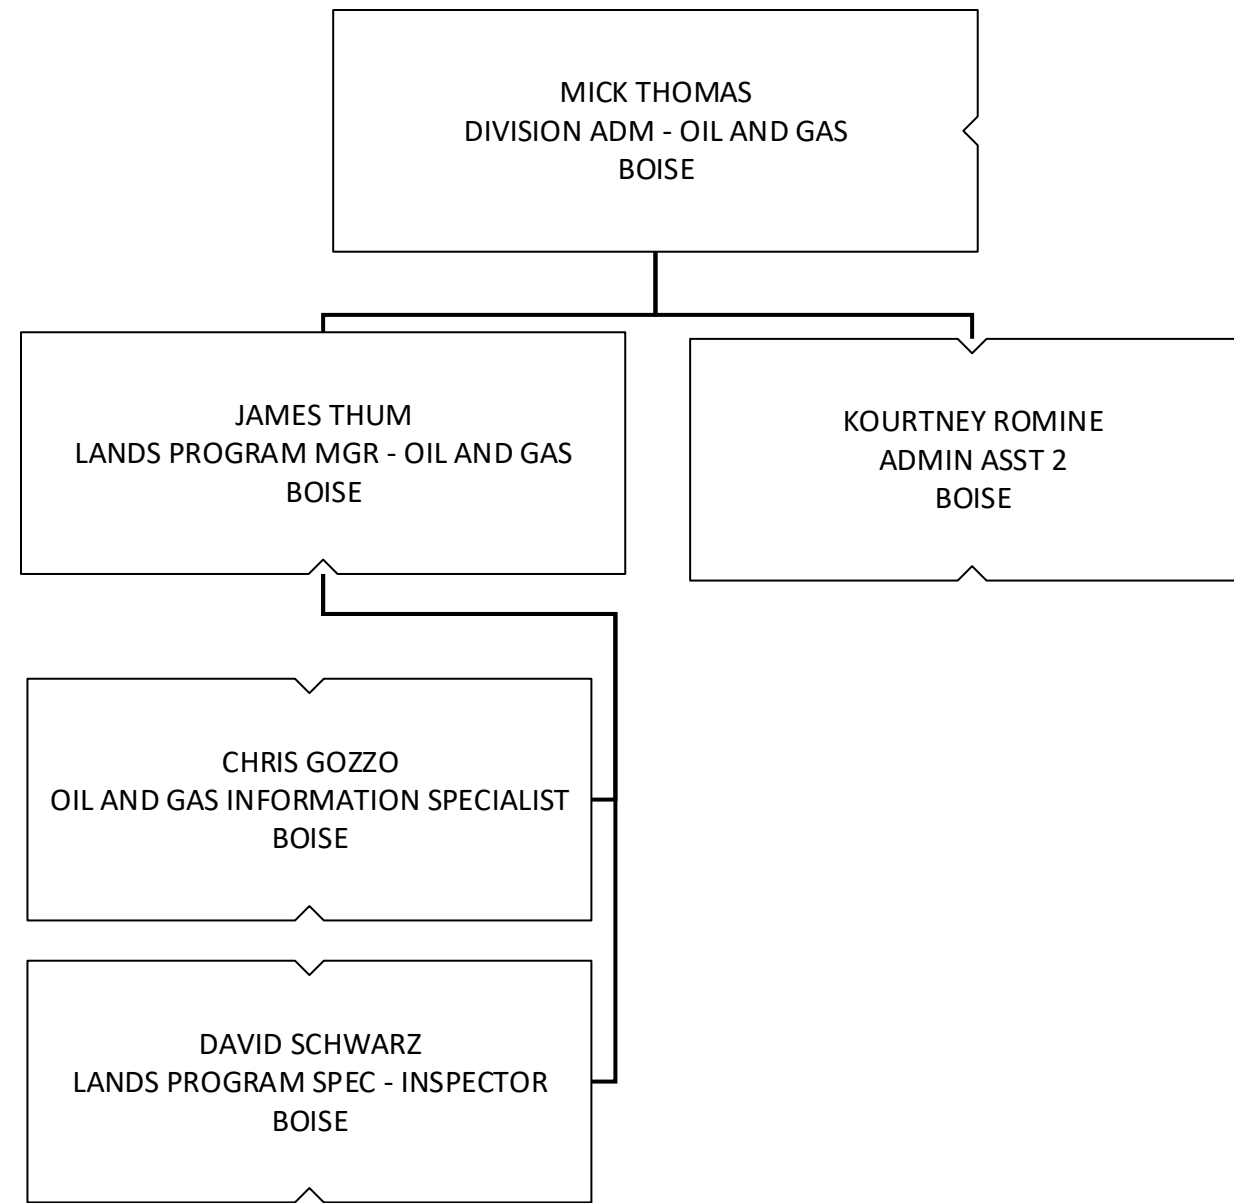 MICK THOMAS
DIVISION ADM - OIL AND GAS
BOISE
JAMES THUM
LANDS PROGRAM MGR - OIL AND GAS
BOISE
KOURTNEY ROMINE
ADMIN ASST 2
BOISE
CHRIS GOZZO
OIL AND GAS INFORMATION SPECIALIST
BOISE
DAVID SCHWARZ
LANDS PROGRAM SPEC - INSPECTOR
BOISE